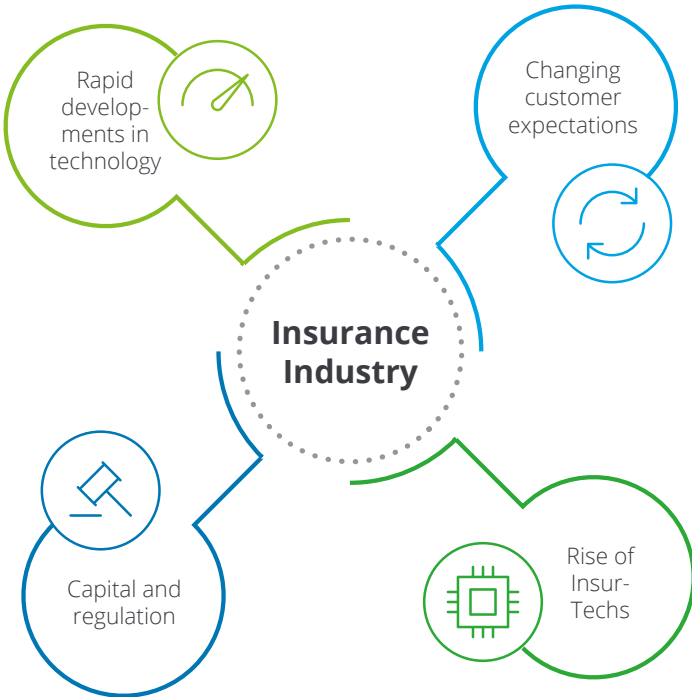 Rapid
develop-
ments in
technology
Changing
customer
expectations
Insurance
Industry
Capital and
regulation
Rise of
Insur-
Techs